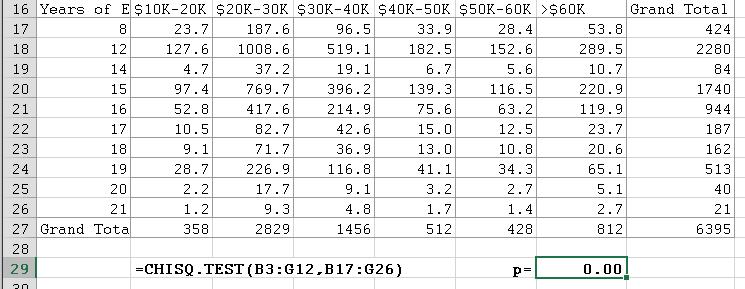 16 Years of E $10K-20K $20K-30K $30K-40K $40K-50K $50K-60K >$60K Grand Total
17 8 23.7 187.6 96.5 33.9 28.4 53.8 424
18 12 127.6 1008.6 519.1 182.5 152.6 289.5 2280
19 14 4.7 37.2 19.1 6.7 5.6 10.7 84
20 15 97.4 769.7 396.2 139.3 116.5 220.9 1740
21 16 52.8 417.6 214.9 75.6 63.2 119.9 944
22 17 10.5 82.7 42.6 15.0 12.5 23.7 187
23 18 9.1 71.7 36.9 13.0 10.8 20.6 162
24 19 28.7 226.9 116.8 41.1 34.3 65.1 513
25 20 2.2 17.7 9.1 3.2 2.7 5.1 40
26 21 1.2 9.3 4.8 1.7 1.4 2.7 21
27 Grand Tota 358 2829 1456 512 428 812 6395
28
29 =CHISQ.TEST(B3:G12,B17:G26) p= 0.00